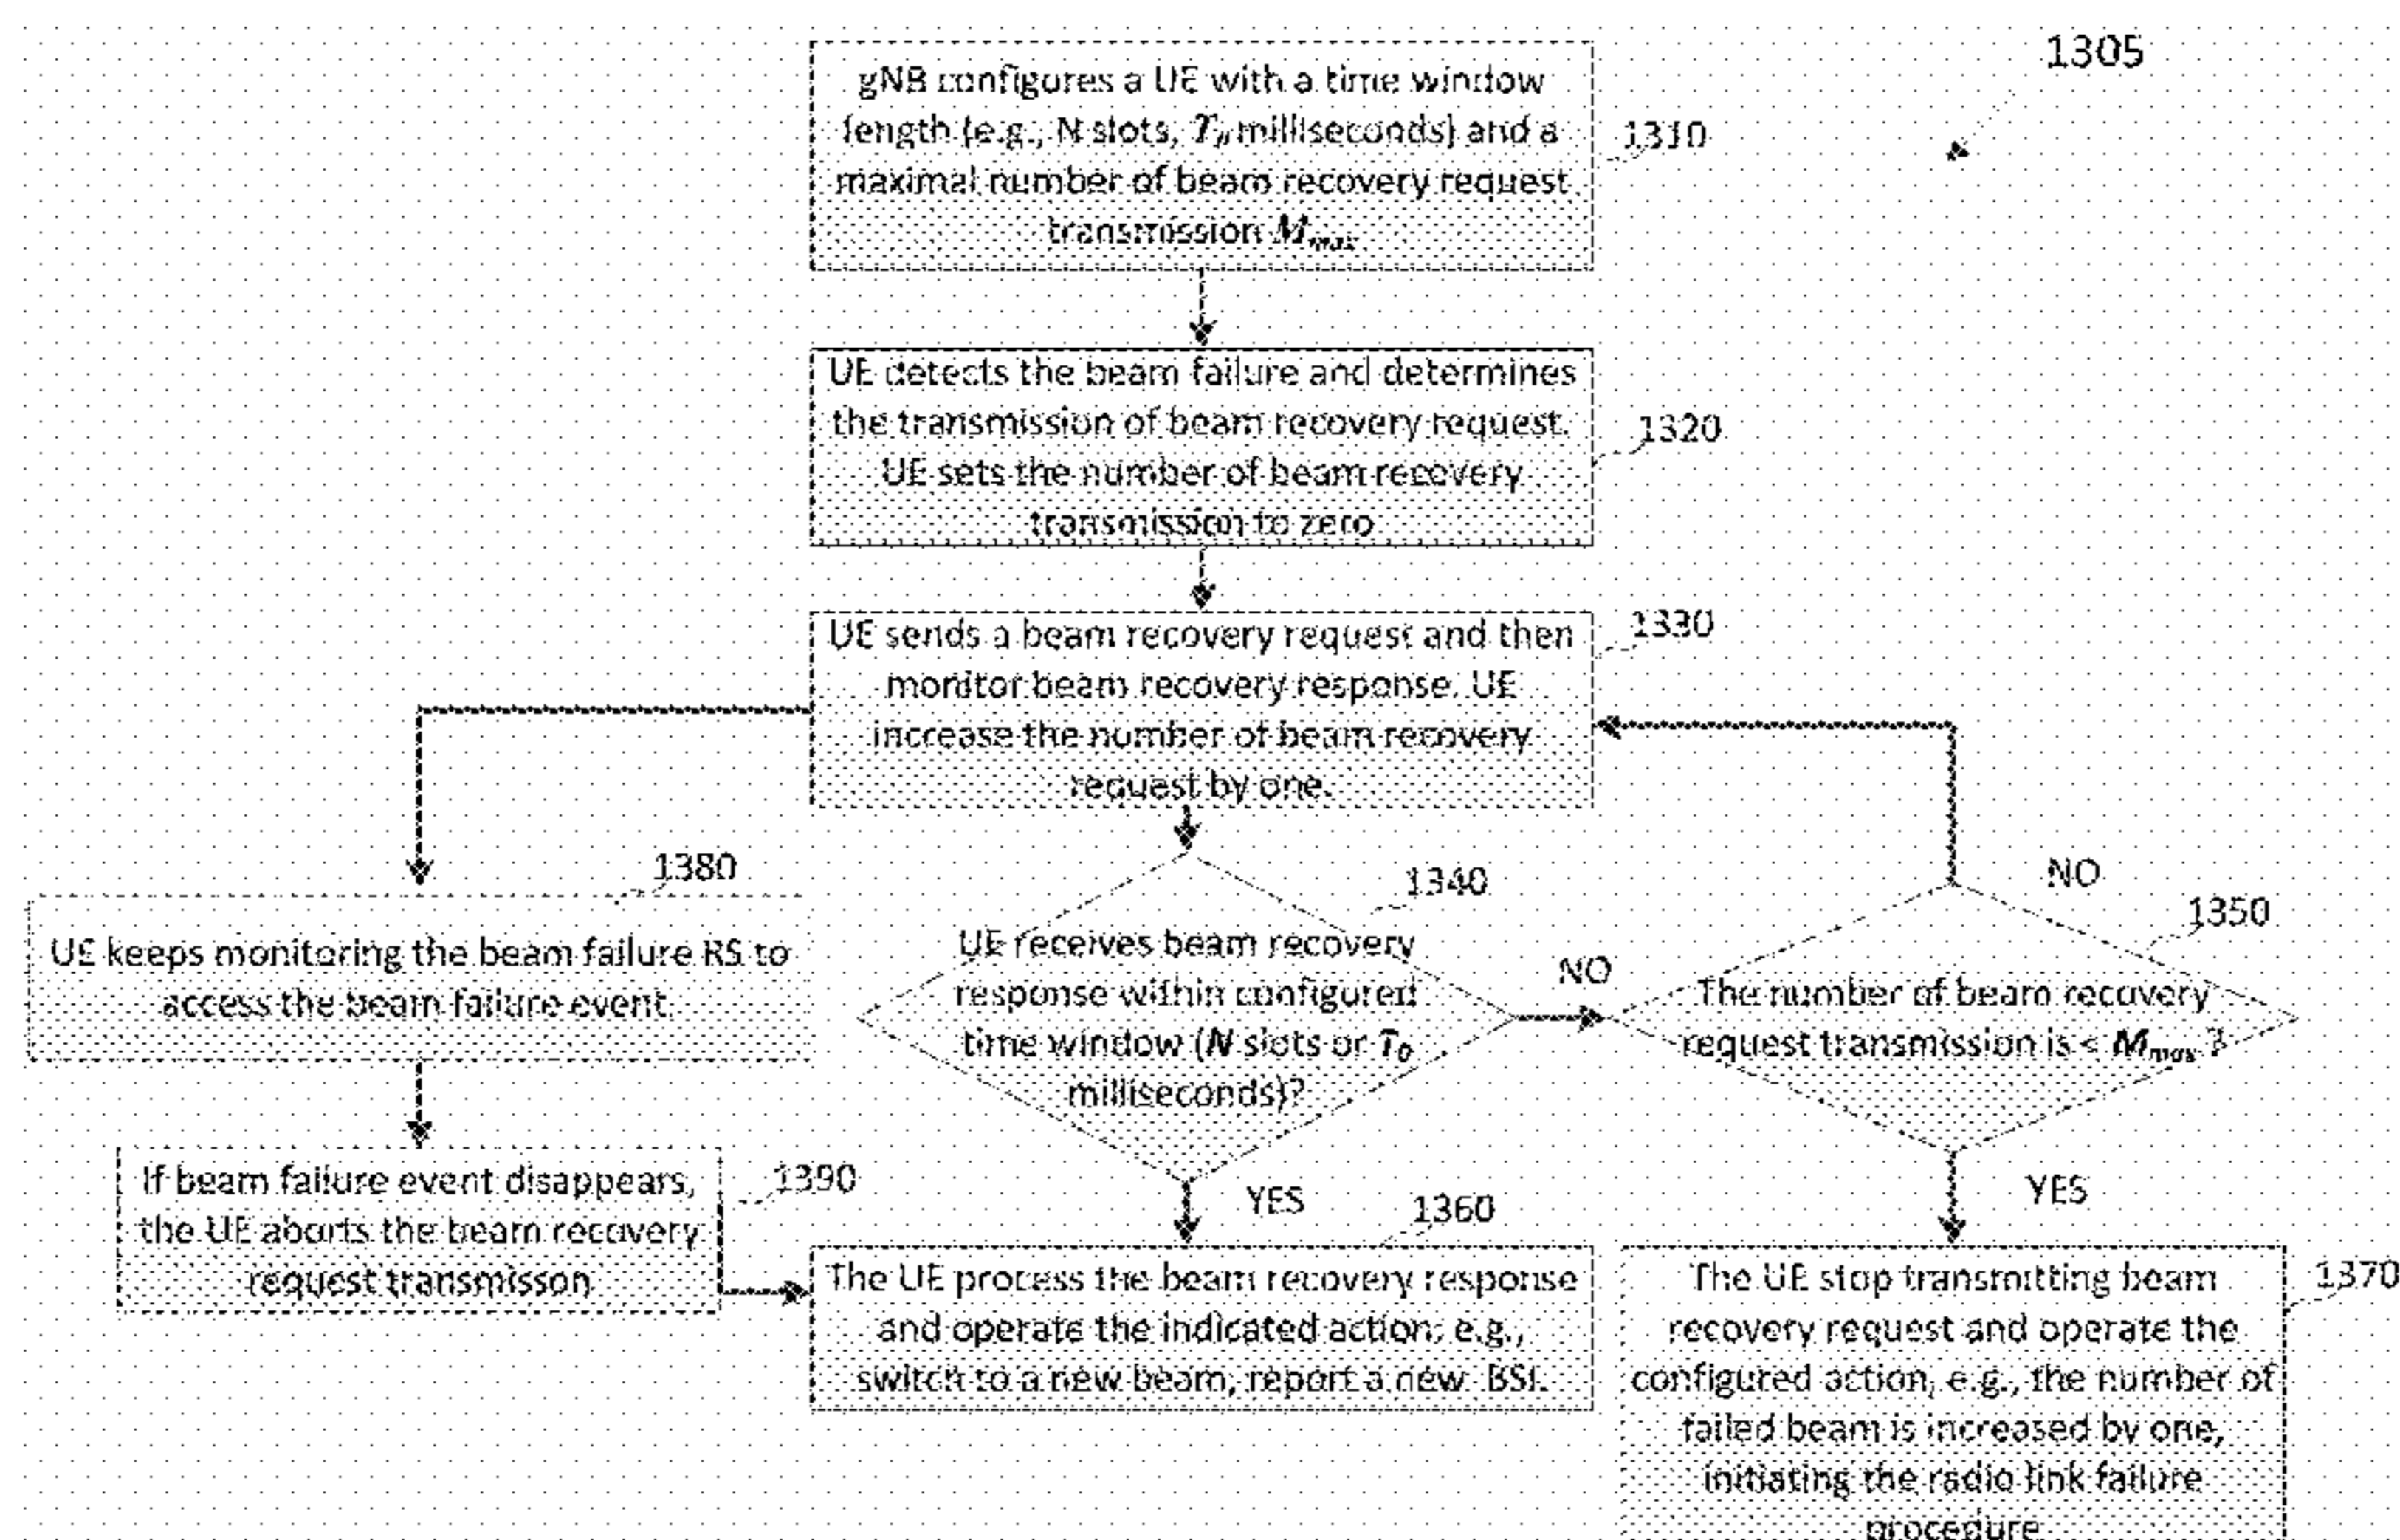 1305
gNB configures a UE with a time window
length (e.g., N slots, T₀ milliseconds) and a
maximal number of beam recovery request
transmission Mmax
1310
UE detects the beam failure and determines
the transmission of beam recovery request.
UE sets the number of beam recovery
transmission to zero
1320
UE sends a beam recovery request and then
monitor beam recovery response. UE
increase the number of beam recovery
request by one.
1330
1380
UE keeps monitoring the beam failure RS to
access the beam failure event
1340
UE receives beam recovery
response within configured
time window (N slots or T₀
milliseconds)?
NO
NO
1350
The number of beam recovery
request transmission is < Mmax ?
If beam failure event disappears,
the UE aborts the beam recovery
request transmisson
1390
YES
1360
The UE process the beam recovery response
and operate the indicated action, e.g.,
switch to a new beam, report a new BSI.
YES
1370
The UE stop transmitting beam
recovery request and operate the
configured action, e.g., the number of
failed beam is increased by one,
initiating the radio link failure
procedure